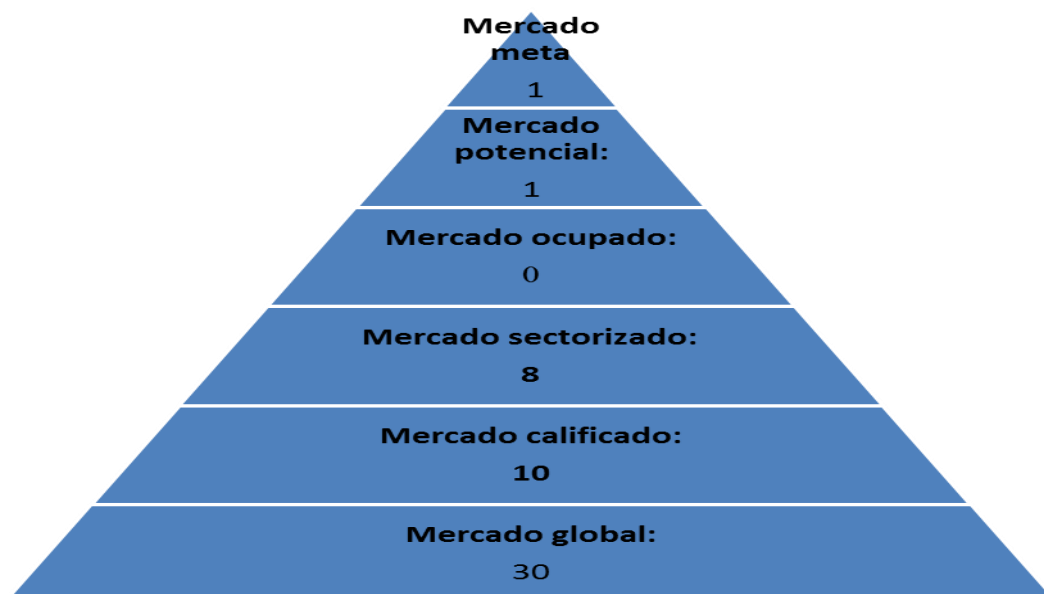 Mercado
meta
1
Mercado
potencial:
1
Mercado ocupado:
0
Mercado sectorizado:
8
Mercado calificado:
10
Mercado global:
30